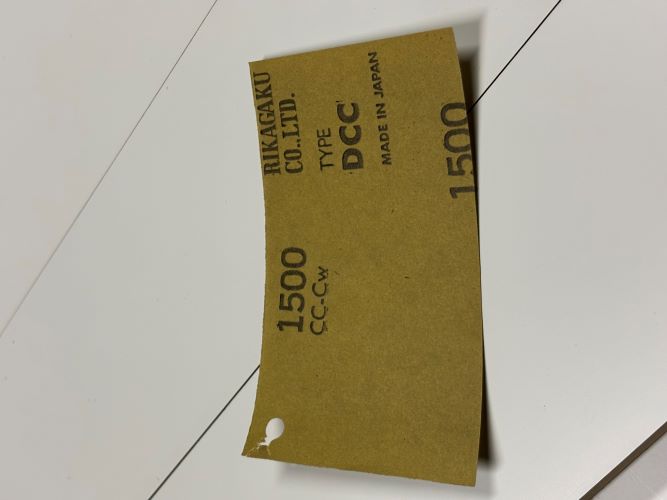 RIKAGAKU
CO.,LTD.
TYPE
DCC
MADE IN JAPAN
1500
1500
CC-Cw